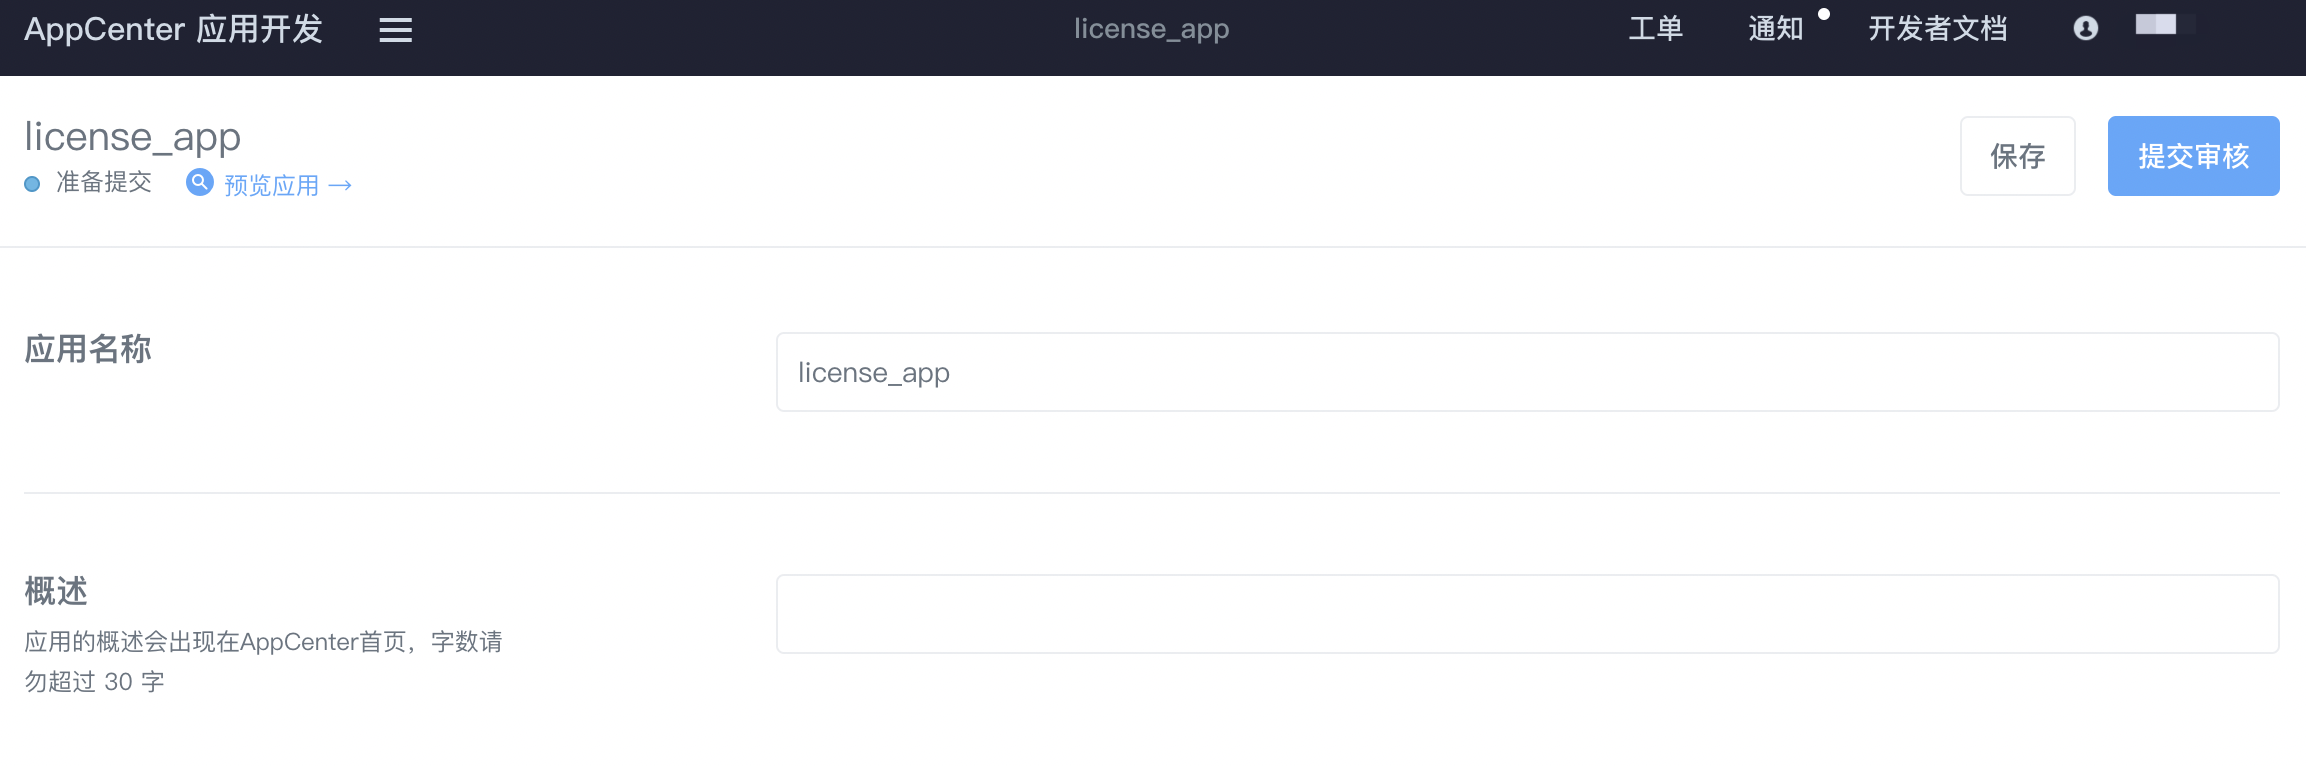 AppCenter 应用开发
license_app
工单
通知
开发者文档
license_app
准备提交
预览应用 →
保存
提交审核
应用名称
license_app
概述
应用的概述会出现在AppCenter首页，字数请
勿超过 30 字